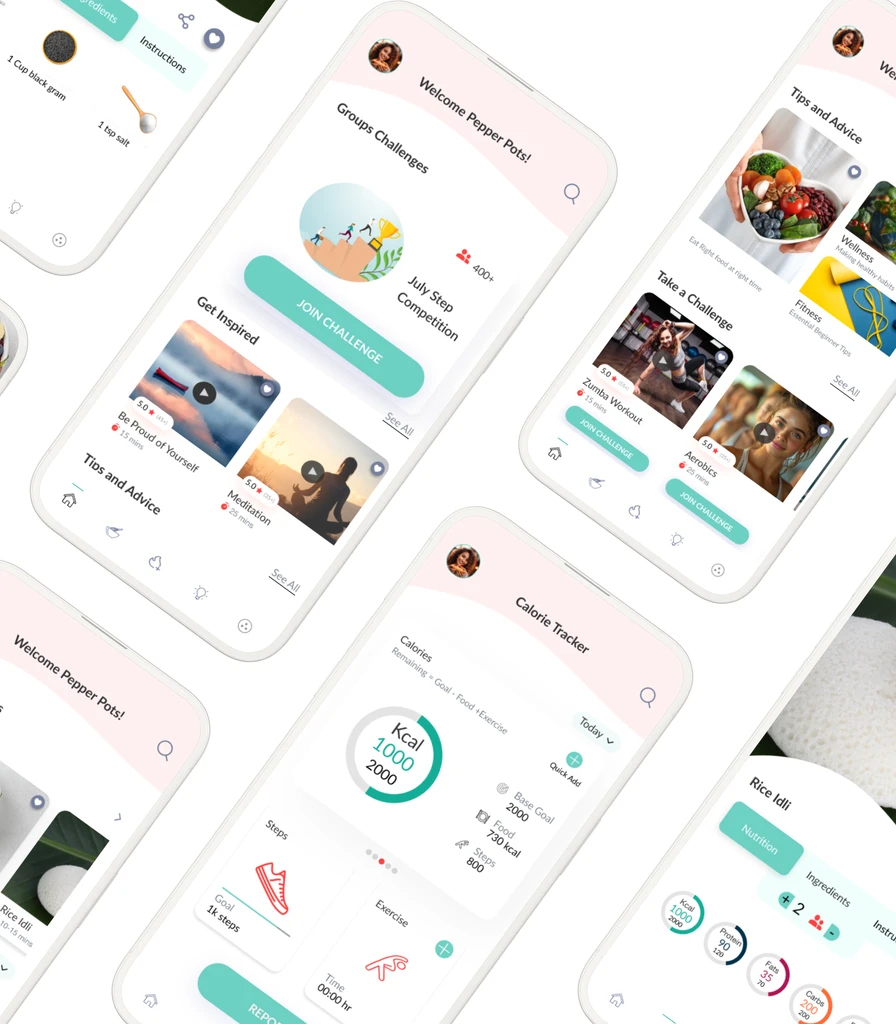 Ingredients
Instructions
1 Cup black gram
1 tsp salt
Welcome Pepper Pots!
Groups Challenges
400+
July Step
Competition
JOIN CHALLENGE
Get Inspired
See All
5.0
Be Proud of Yourself
15 mins
5.0
Meditation
25 mins
Tips and Advice
See All
Tips and Advice
Eat Right food at right time
Wellness
Making healthy habits
Fitness
Essential Beginner Tips
Take a Challenge
See All
5.0
Zumba Workout
15 mins
JOIN CHALLENGE
5.0
Aerobics
25 mins
JOIN CHALLENGE
Welcome Pepper Pots!
Rice Idli
10-15 mins
Calorie Tracker
Calories
Remaining = Goal - Food +Exercise
Today
Kcal
1000
2000
Quick Add
Base Goal
2000
Food
730 kcal
Steps
800
Steps
Goal
1k steps
Exercise
Time
00:00 hr
Rice Idli
Nutrition
Ingredients
+ 2 -
Kcal
1000
2000
Protein
90
120
Fats
35
70
Carbs
200
200